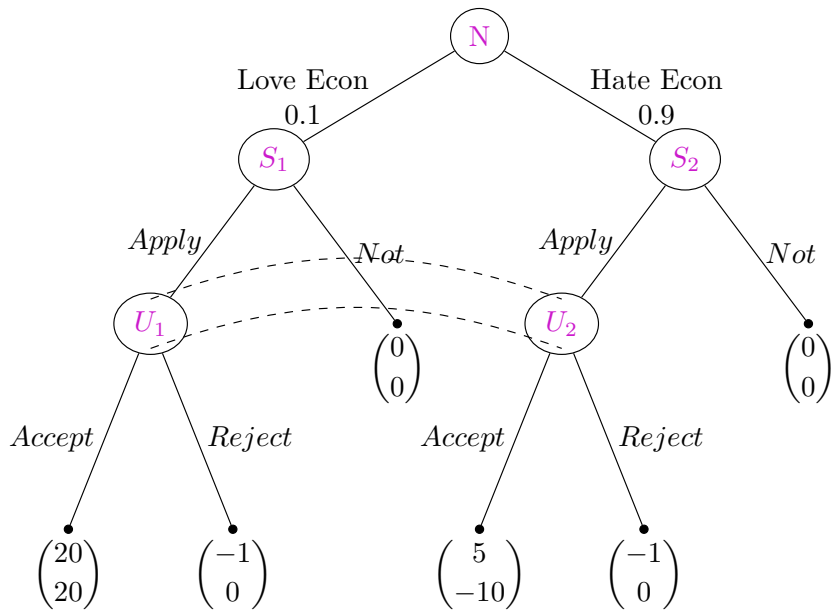 N
Love Econ
0.1
Hate Econ
0.9
S₁
S₂
Apply
Not
Apply
Not
U₁
U₂
(0
0)
(0
0)
Accept
Reject
Accept
Reject
(20
20)
(−1
0)
(5
−10)
(−1
0)